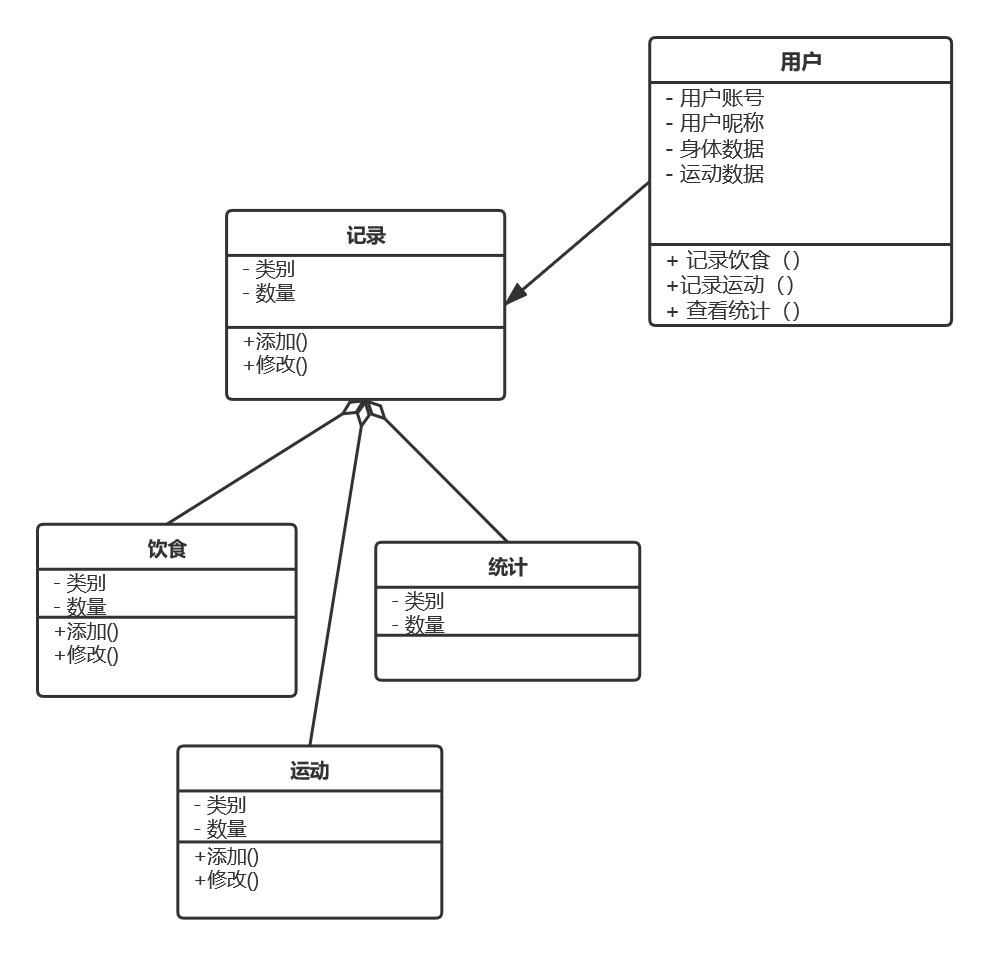 用户
- 用户账号
- 用户昵称
- 身体数据
- 运动数据
+ 记录饮食（）
+记录运动（）
+ 查看统计（）
记录
- 类别
- 数量
+添加()
+修改()
饮食
- 类别
- 数量
+添加()
+修改()
统计
- 类别
- 数量
运动
- 类别
- 数量
+添加()
+修改()